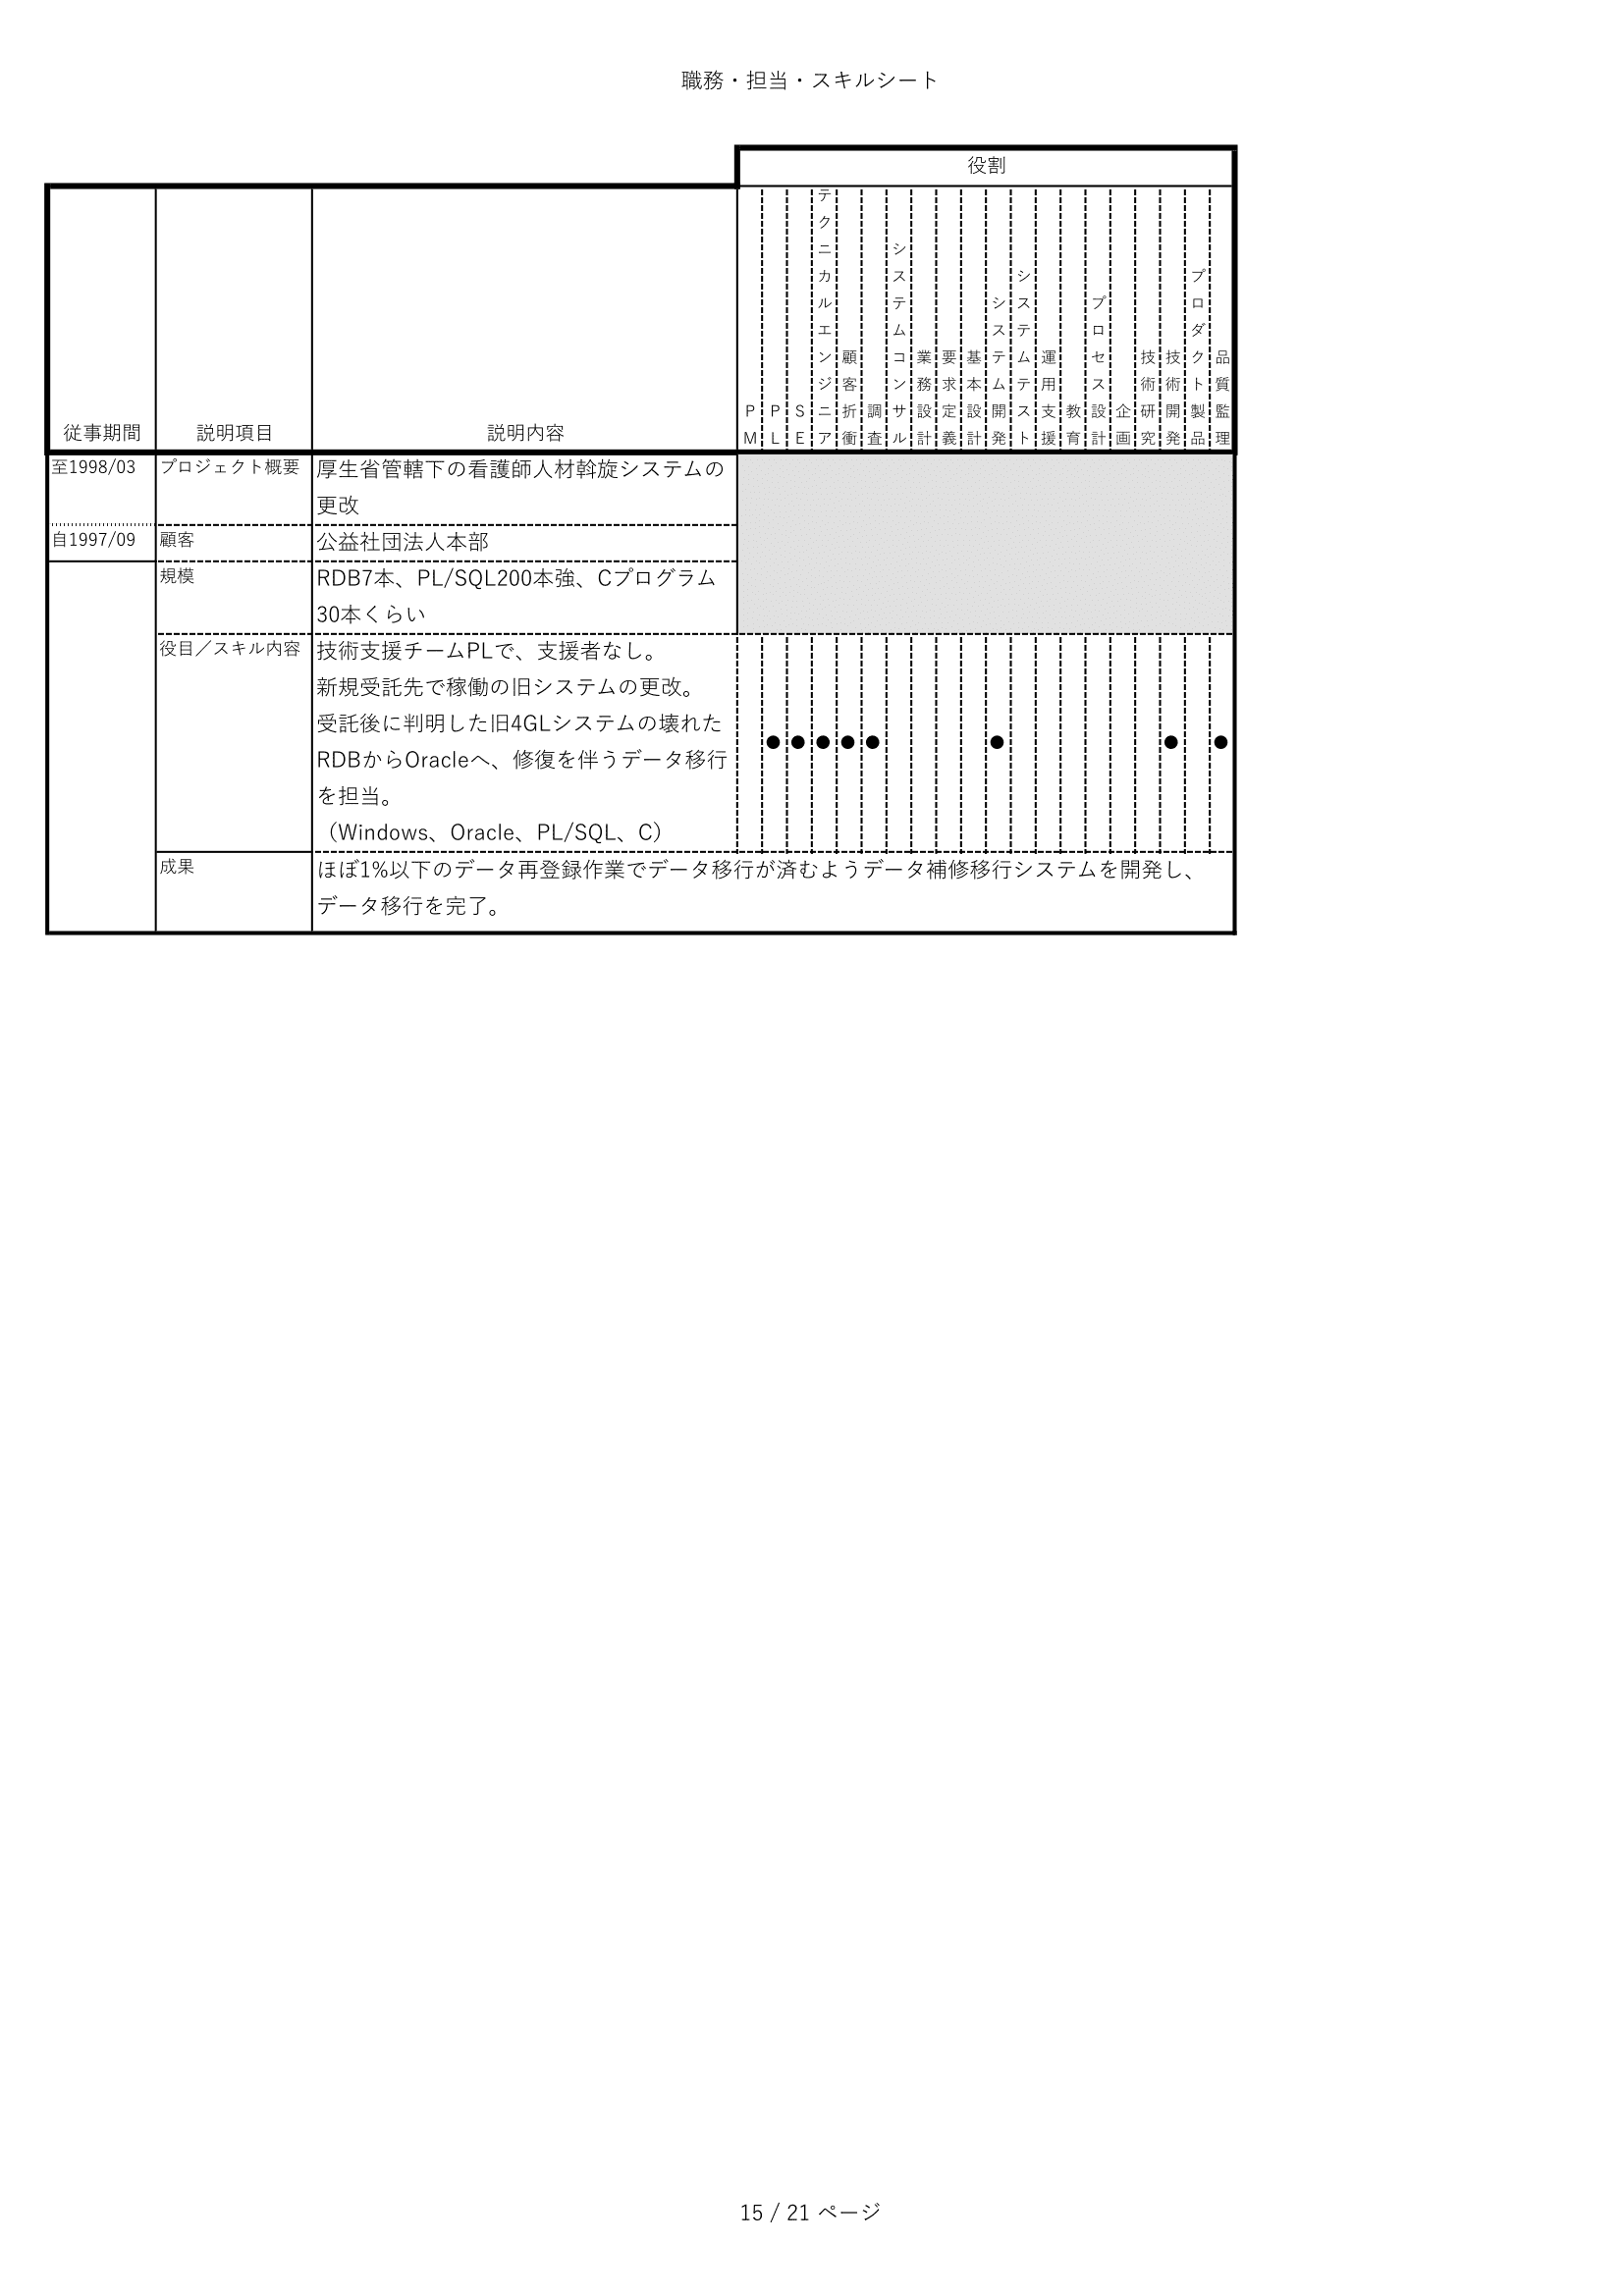 職務・担当・スキルシート
役割
従事期間 説明項目 説明内容 PM PL SE テクニカルエンジニア 顧客折衝 調査 システムコンサル 業務設計 要求定義 基本設計 システム開発 システムテスト 運用支援 教育 プロセス設計 企画 技術研究 技術開発 プロダクト製品 品質監理
至1998/03 プロジェクト概要 厚生省管轄下の看護師人材斡旋システムの
更改
自1997/09 顧客 公益社団法人本部
規模 RDB7本、PL/SQL200本強、Cプログラム
30本くらい
役目／スキル内容 技術支援チームPLで、支援者なし。
新規受託先で稼働の旧システムの更改。
受託後に判明した旧4GLシステムの壊れた
● ● ● ● ● ● ● ●
RDBからOracleへ、修復を伴うデータ移行
を担当。
（Windows、Oracle、PL/SQL、C）
成果 ほぼ1%以下のデータ再登録作業でデータ移行が済むようデータ補修移行システムを開発し、
データ移行を完了。
15 / 21 ページ